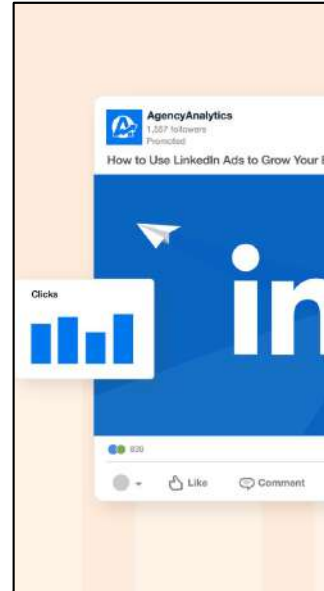 AgencyAnalytics
1,557 followers
Promoted
How to Use LinkedIn Ads to Grow Your
Clicks
in
Like Comment